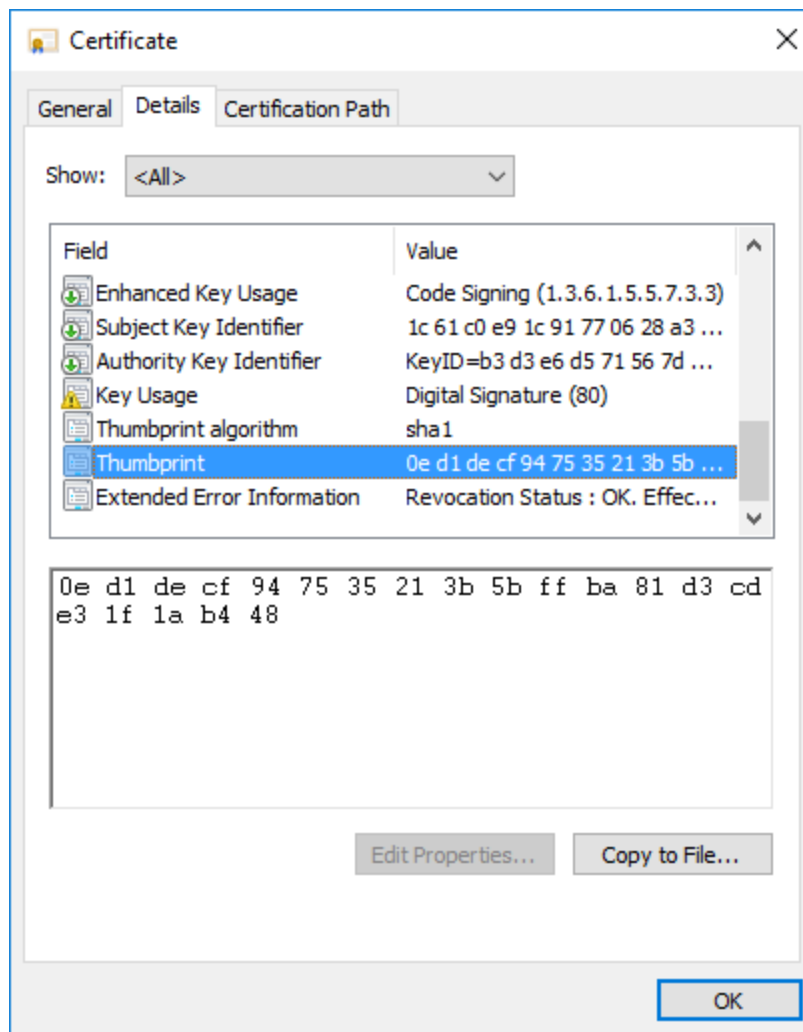 Certificate
General Details Certification Path
Show: <All>
Field Value
Enhanced Key Usage Code Signing (1.3.6.1.5.5.7.3.3)
Subject Key Identifier 1c 61 c0 e9 1c 91 77 06 28 a3 ...
Authority Key Identifier KeyID=b3 d3 e6 d5 71 56 7d ...
Key Usage Digital Signature (80)
Thumbprint algorithm sha1
Thumbprint 0e d1 de cf 94 75 35 21 3b 5b ...
Extended Error Information Revocation Status : OK. Effec...
0e d1 de cf 94 75 35 21 3b 5b ff ba 81 d3 cd
e3 1f 1a b4 48
Edit Properties... Copy to File...
OK